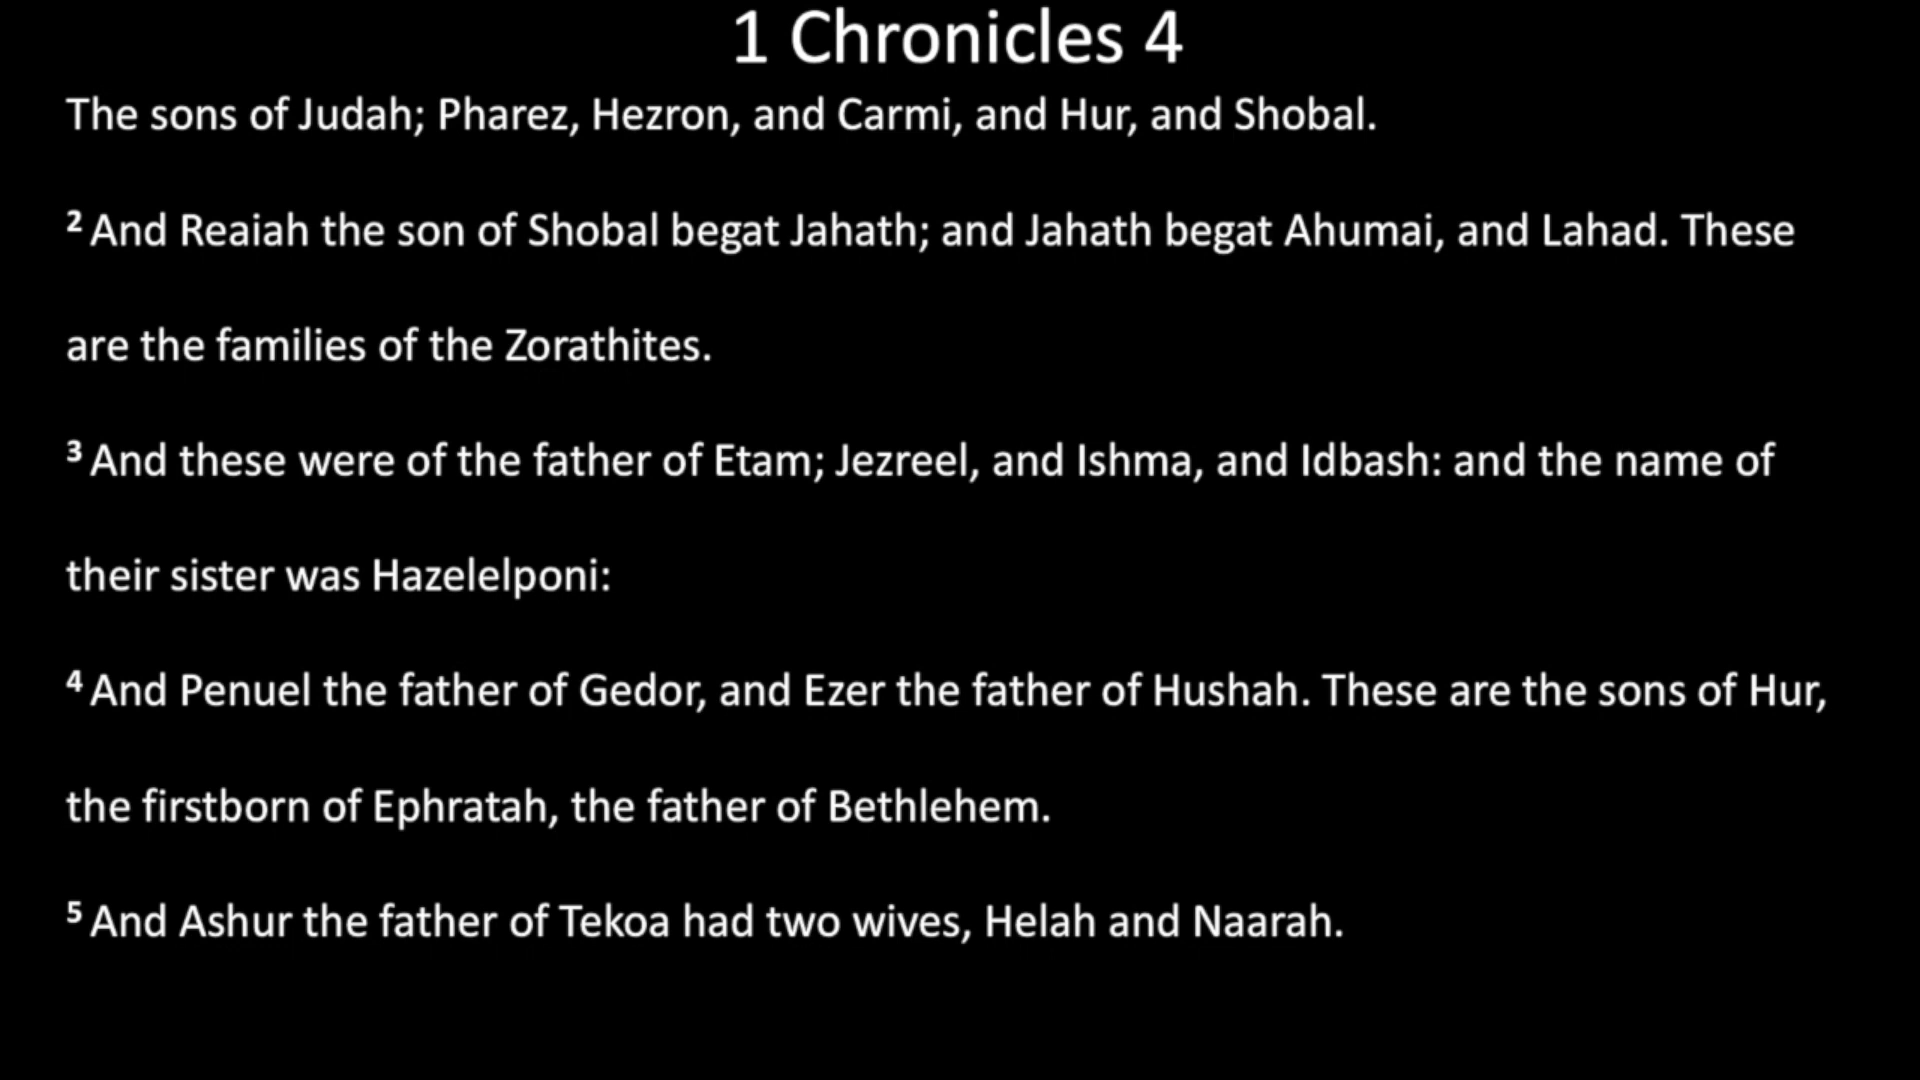 1 Chronicles 4
The sons of Judah; Pharez, Hezron, and Carmi, and Hur, and Shobal.
2 And Reaiah the son of Shobal begat Jahath; and Jahath begat Ahumai, and Lahad. These
are the families of the Zorathites.
3 And these were of the father of Etam; Jezreel, and Ishma, and Idbash: and the name of
their sister was Hazelelponi:
4 And Penuel the father of Gedor, and Ezer the father of Hushah. These are the sons of Hur,
the firstborn of Ephratah, the father of Bethlehem.
5 And Ashur the father of Tekoa had two wives, Helah and Naarah.